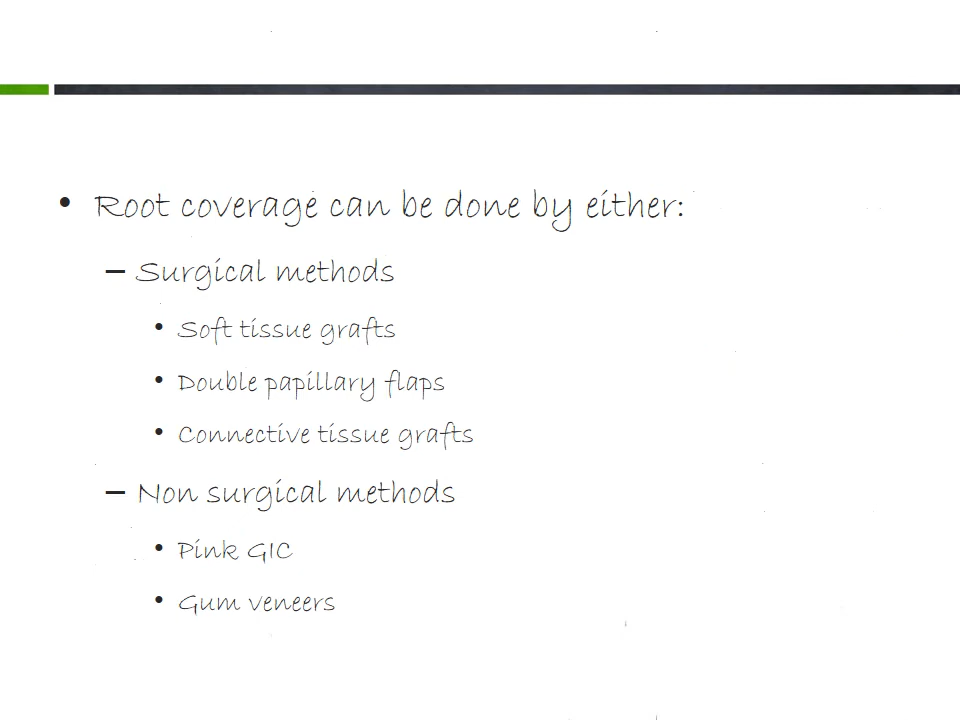 • Root coverage can be done by either:
– Surgical methods
• Soft tissue grafts
• Double papillary flaps
• Connective tissue grafts
– Non surgical methods
• Pink GIC
• Gum veneers